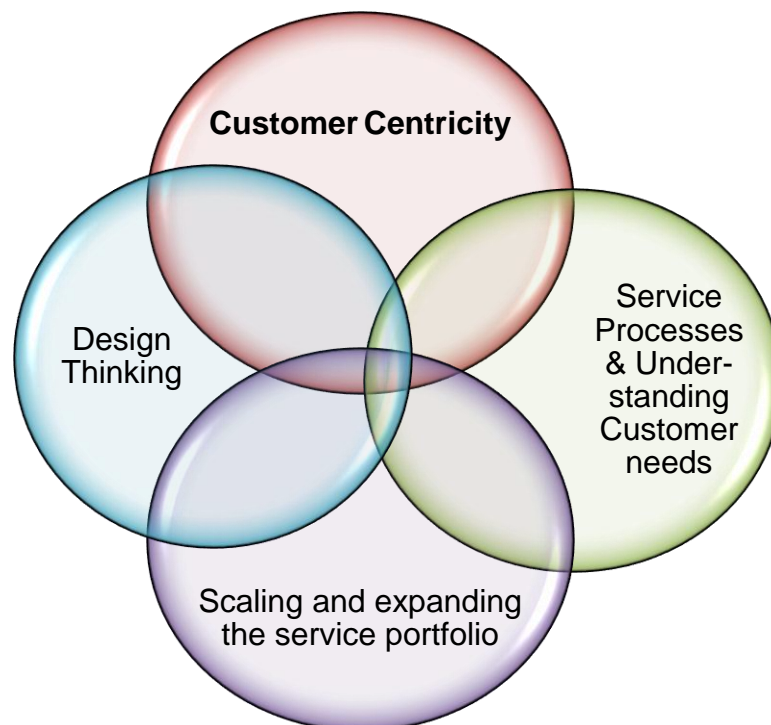 Customer Centricity
Design
Thinking
Service
Processes
& Under-
standing
Customer
needs
Scaling and expanding
the service portfolio